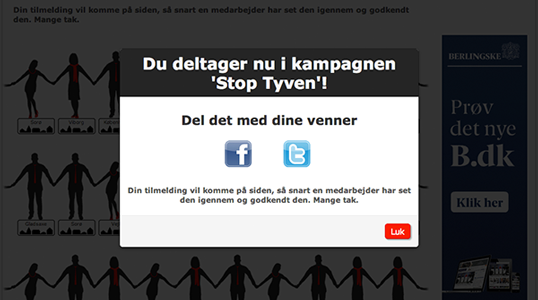 Din tilmelding vil komme på siden, så snart en medarbejder har set den igennem og godkendt
den. Mange tak.
Du deltager nu i kampagnen
'Stop Tyven'!
Del det med dine venner
Din tilmelding vil komme på siden, så snart en medarbejder har set
den igennem og godkendt den. Mange tak.
Luk
BERLINGSKE
Prøv
det nye
B.dk
Klik her
Viborg